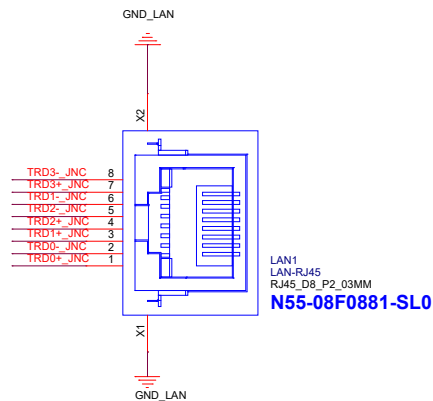 GND_LAN
X2
TRD3-_JNC 8
TRD3+_JNC 7
TRD1-_JNC 6
TRD2-_JNC 5
TRD2+_JNC 4
TRD1+_JNC 3
TRD0-_JNC 2
TRD0+_JNC 1
LAN1
LAN-RJ45
RJ45_D8_P2_03MM
N55-08F0881-SL0
X1
GND_LAN